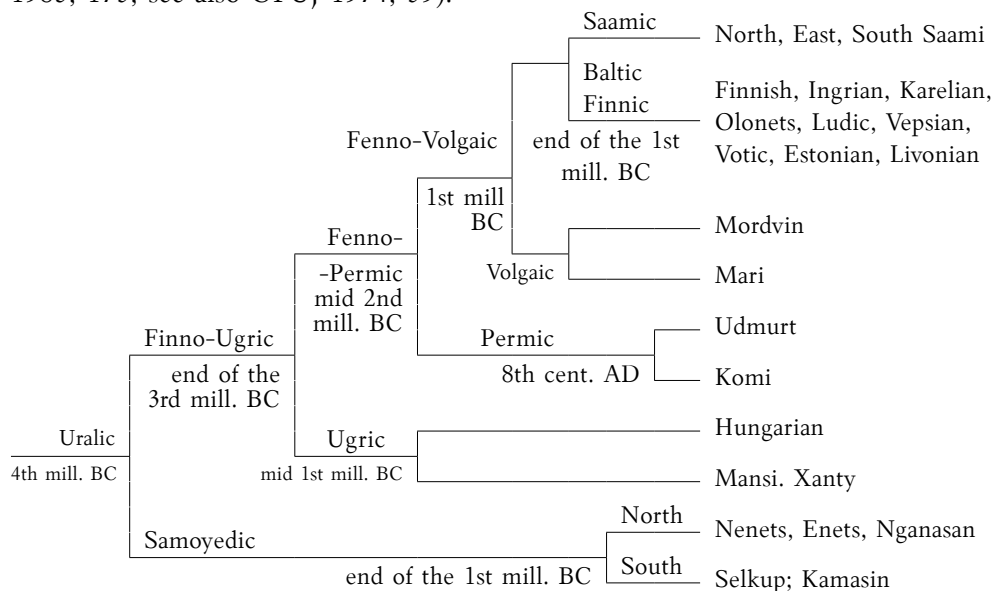 1985, 175; see also OFUJ 1974, 39).
Saamic
North, East, South Saami
Baltic
Finnic
Finnish, Ingrian, Karelian,
Olonets, Ludic, Vepsian,
Votic, Estonian, Livonian
Fenno-Volgaic
end of the 1st
mill. BC
1st mill
BC
Mordvin
Fenno-
-Permic
mid 2nd
mill. BC
Volgaic
Mari
Udmurt
Finno-Ugric
Permic
end of the
3rd mill. BC
8th cent. AD
Komi
Uralic
4th mill. BC
Ugric
mid 1st mill. BC
Hungarian
Mansi. Xanty
North
Nenets, Enets, Nganasan
Samoyedic
end of the 1st mill. BC
South
Selkup; Kamasin